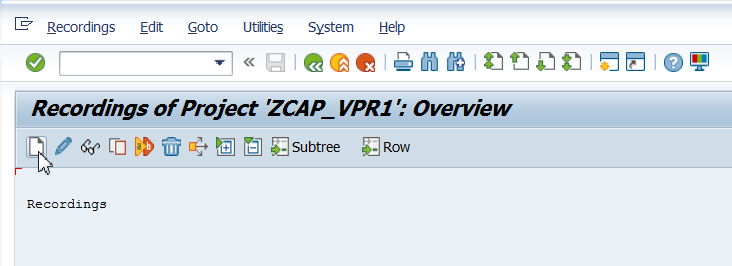 Recordings Edit Goto Utilities System Help
Recordings of Project 'ZCAP_VPR1': Overview
Subtree Row
Recordings